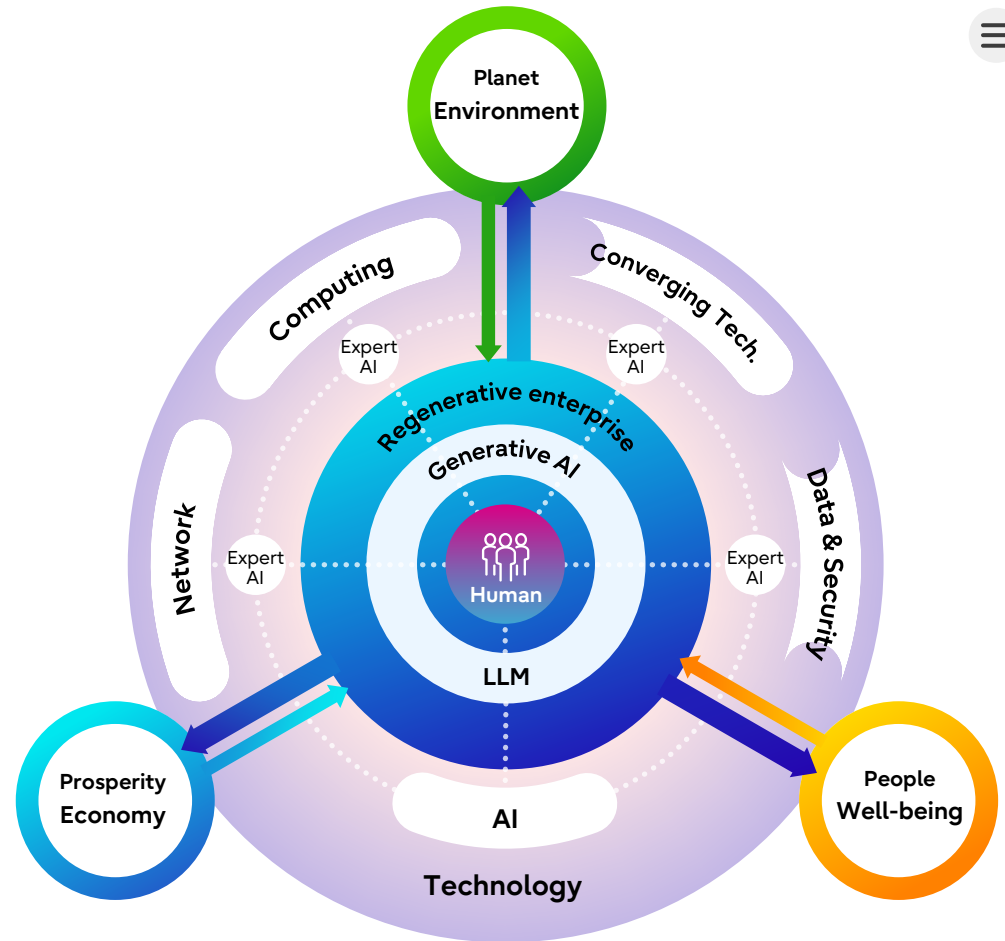 Planet
Environment
Computing
Converging Tech.
Expert
AI
Expert
AI
Regenerative enterprise
Generative AI
Network
Data & Security
Expert
AI
Expert
AI
Human
LLM
Prosperity
Economy
People
Well-being
AI
Technology